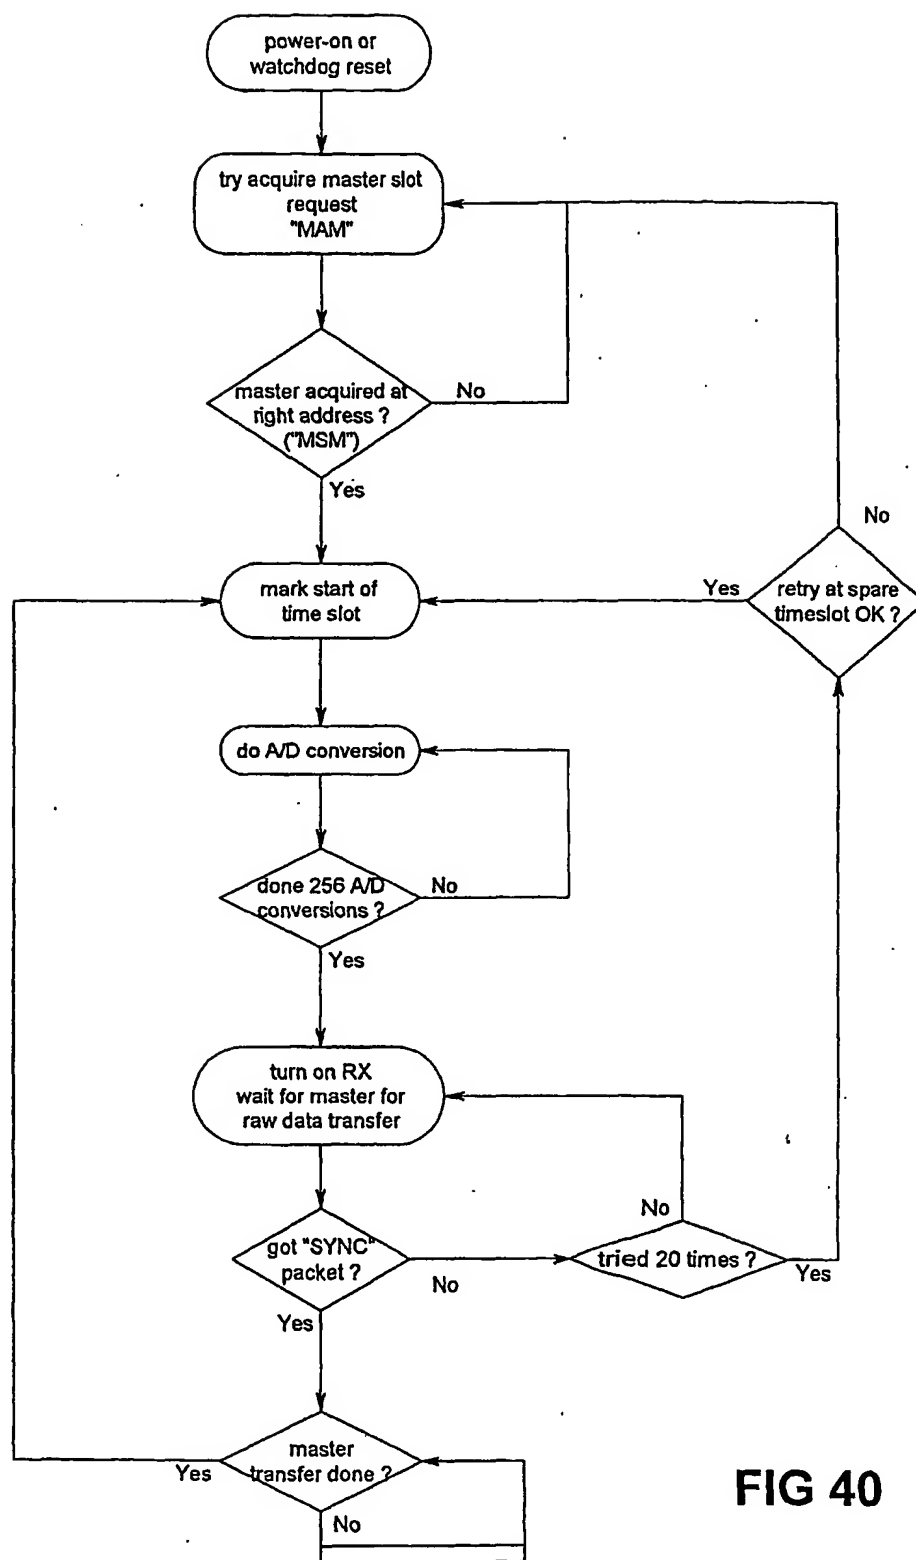 power-on or
watchdog reset
try acquire master slot
request
"MAM"
master acquired at
right address ?
("MSM")
No
Yes
No
mark start of
time slot
Yes
retry at spare
timeslot OK ?
do A/D conversion
done 256 A/D
conversions ?
No
Yes
turn on RX
wait for master for
raw data transfer
got "SYNC"
packet ?
No
Yes
No
tried 20 times ?
Yes
master
transfer done ?
Yes
No
FIG 40